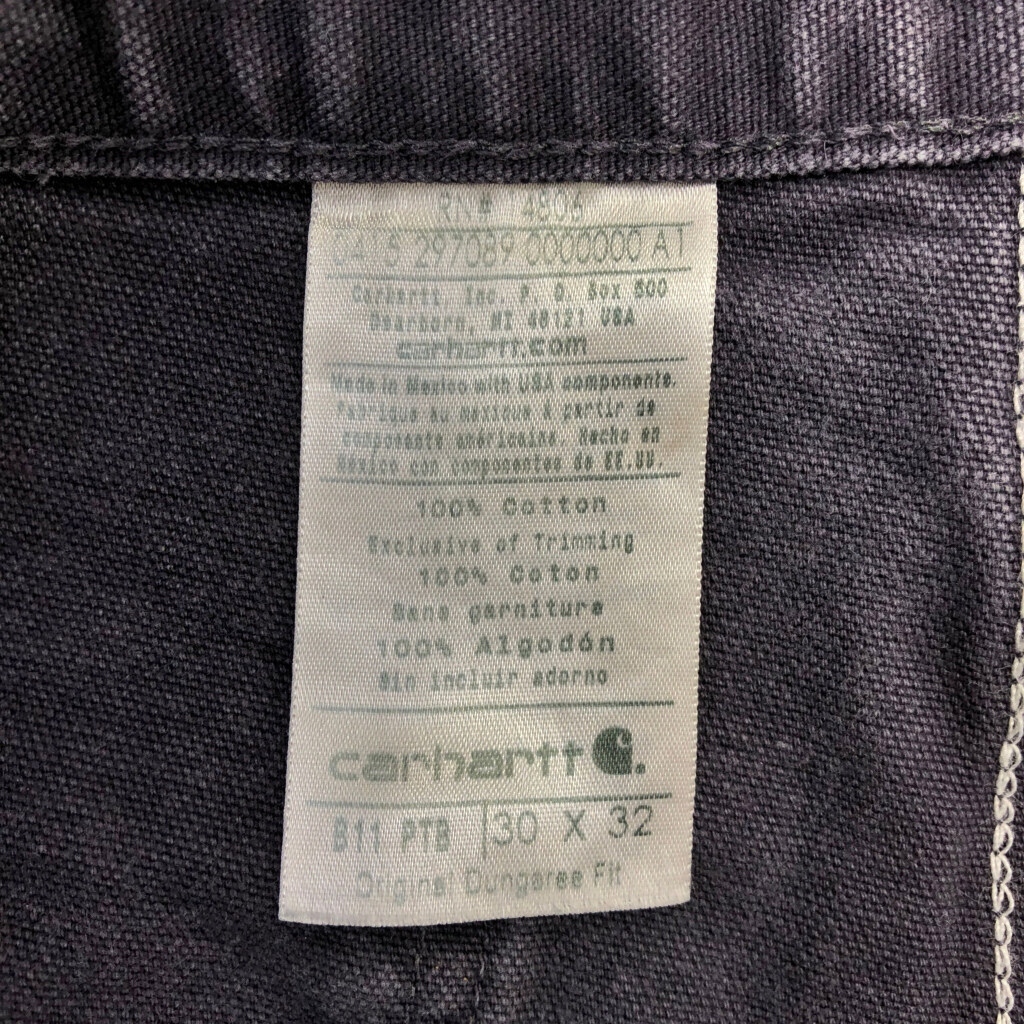 RN# 4806
04 5 297089 0000000 A1
Carhartt, Inc. P. O. Box 600
Dearborn, MI 48121 USA
carhartt.com
Made in Mexico with USA components.
Fabrique au mexique à partir de
composants américains. Hecho en
Mexico con componentes de EE.UU.
100% Cotton
Exclusive of Trimming
100% Coton
Sans garniture
100% Algodón
Sin incluir adorno
carhartt
B11 PTB 30 X 32
Original Dungaree Fit